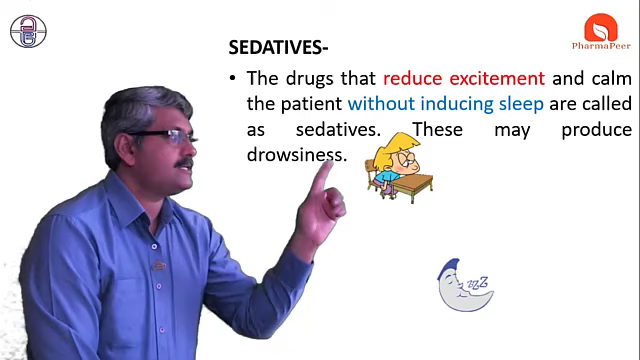 PharmaPeer
SEDATIVES-
• The drugs that reduce excitement and calm
the patient without inducing sleep are called
as sedatives. These may produce
drowsiness.
zzZ